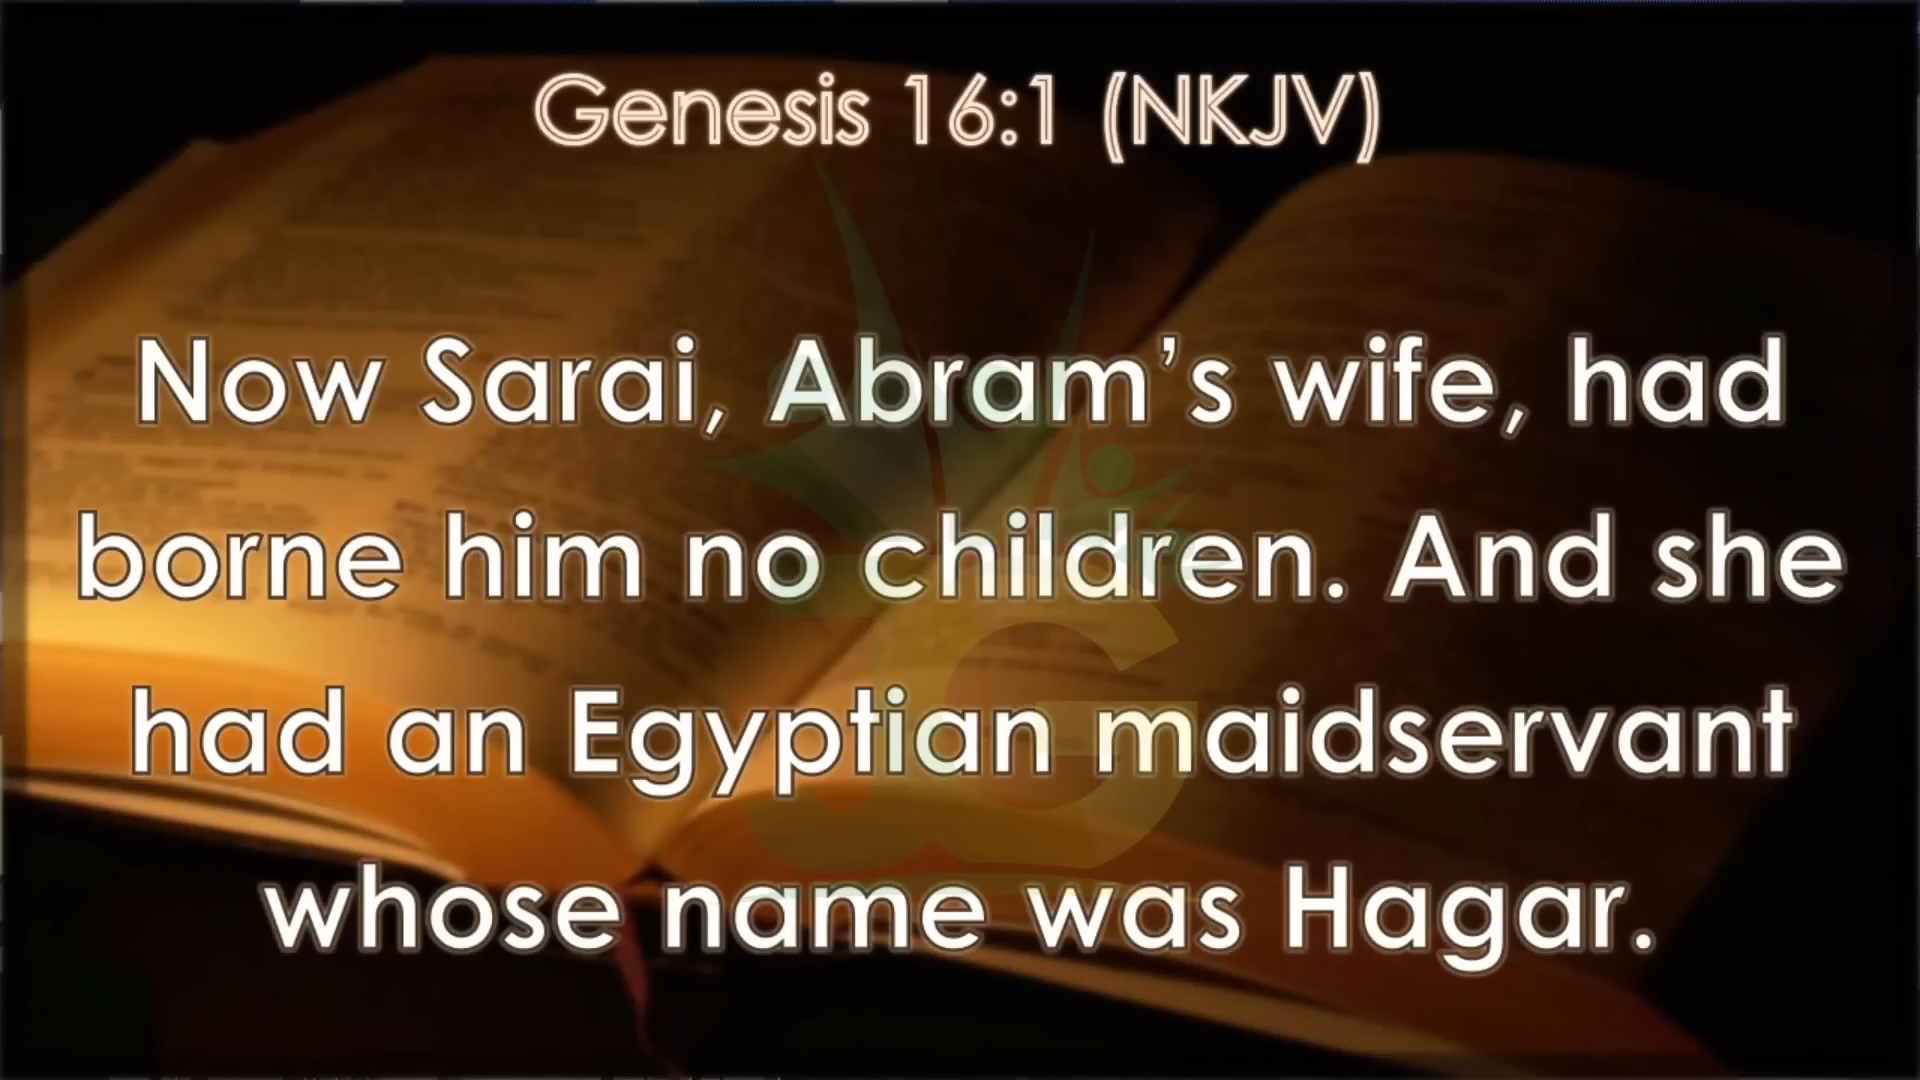 Genesis 16:1 (NKJV)
Now Sarai, Abram’s wife, had
borne him no children. And she
had an Egyptian maidservant
whose name was Hagar.